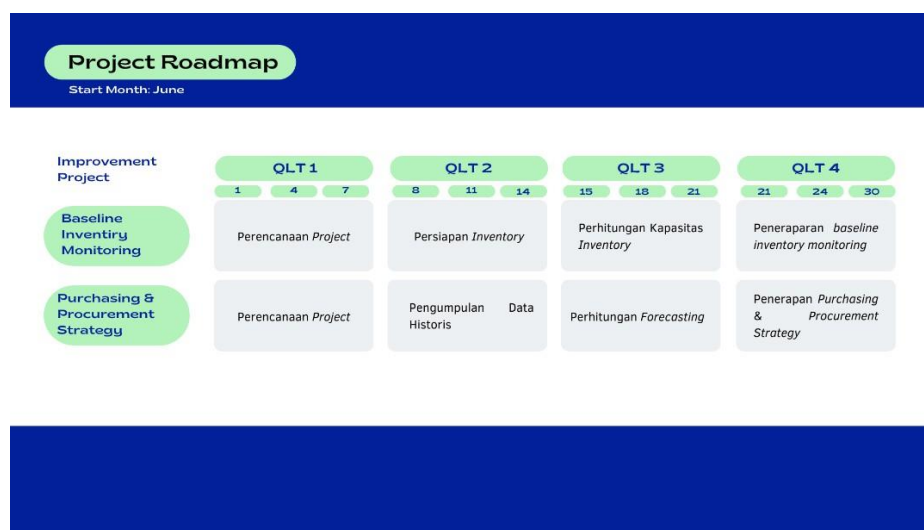 Project Roadmap
Start Month: June
Improvement
Project
QLT 1
QLT 2
QLT 3
QLT 4
1 4 7
8 11 14
15 18 21
21 24 30
Baseline
Inventiry
Monitoring
Perencanaan Project
Persiapan Inventory
Perhitungan Kapasitas
Inventory
Peneraparan baseline
inventory monitoring
Purchasing &
Procurement
Strategy
Perencanaan Project
Pengumpulan Data
Historis
Perhitungan Forecasting
Penerapan Purchasing
& Procurement
Strategy